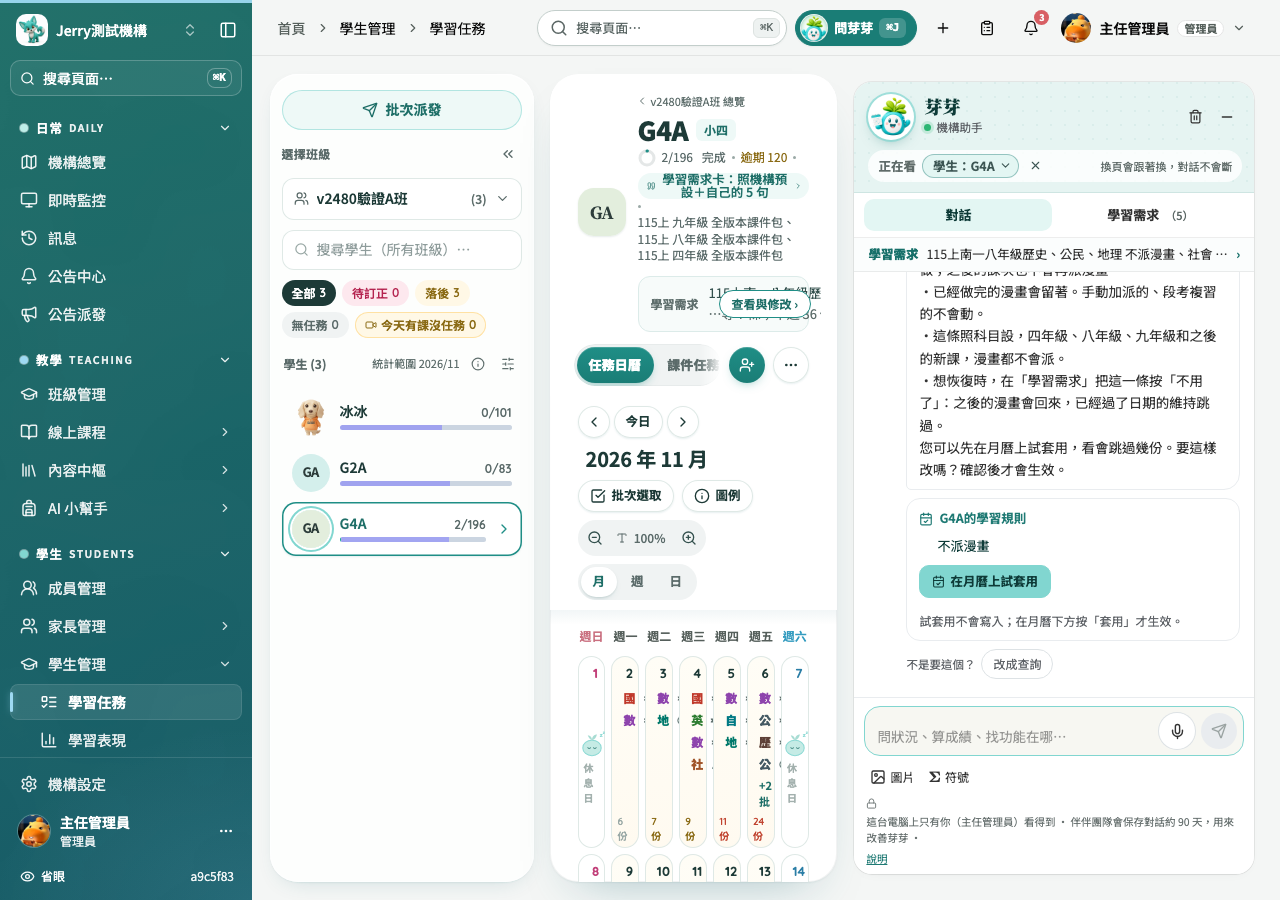 Jerry測試機構
搜尋頁面⋯
⌘K
日常 DAILY
機構總覽
即時監控
訊息
公告中心
公告派發
教學 TEACHING
班級管理
線上課程
內容中樞
AI 小幫手
學生 STUDENTS
成員管理
家長管理
學生管理
學習任務
學習表現
機構設定
主任管理員
管理員
省眼
a9c5f83
首頁
學生管理
學習任務
搜尋頁面⋯
⌘K
問芽芽
⌘J
3
主任管理員
管理員
批次派發
選擇班級
v2480驗證A班
(3)
搜尋學生（所有班級）⋯
全部 3
待訂正 0
落後 3
無任務 0
今天有課沒任務 0
學生 (3)
統計範圍 2026/11
冰冰
0/101
GA
G2A
0/83
GA
G4A
2/196
v2480驗證A班 總覽
GA
G4A
小四
2/196 完成・逾期 120・
學習需求卡：照機構預
設＋自己的 5 句
・
115上 九年級 全版本課件包、
115上 八年級 全版本課件包、
115上 四年級 全版本課件包
學習需求
查看與修改 ›
任務日曆
課件任務
今日
2026 年 11 月
批次選取
圖例
100%
月
週
日
週日
週一
週二
週三
週四
週五
週六
1
休
息
日
2
國
數
6
份
3
數
地
7
份
4
國
英
數
社
9
份
5
數
自
地
11
份
6
數
公
歷
公
+2
批
24
份
7
休
息
日
8
9
10
11
12
13
14
芽芽
機構助手
正在看
學生：G4A
換頁會跟著換，對話不會斷
對話
學習需求 (5)
學習需求
115上南一八年級歷史、公民、地理 不派漫畫、社會 ⋯
・已經做完的漫畫會留著。手動加派的、段考複習
的不會動。
・這條照科目設，四年級、八年級、九年級和之後
的新課，漫畫都不會派。
・想恢復時，在「學習需求」把這一條按「不用
了」：之後的漫畫會回來，已經過了日期的維持跳
過。
您可以先在月曆上試套用，看會跳過幾份。要這樣
改嗎？確認後才會生效。
G4A的學習規則
不派漫畫
在月曆上試套用
試套用不會寫入；在月曆下方按「套用」才生效。
不是要這個？
改成查詢
問狀況、算成績、找功能在哪⋯
圖片
Σ 符號
這台電腦上只有你（主任管理員）看得到・伴伴團隊會保存對話約 90 天，用來
改善芽芽・
說明